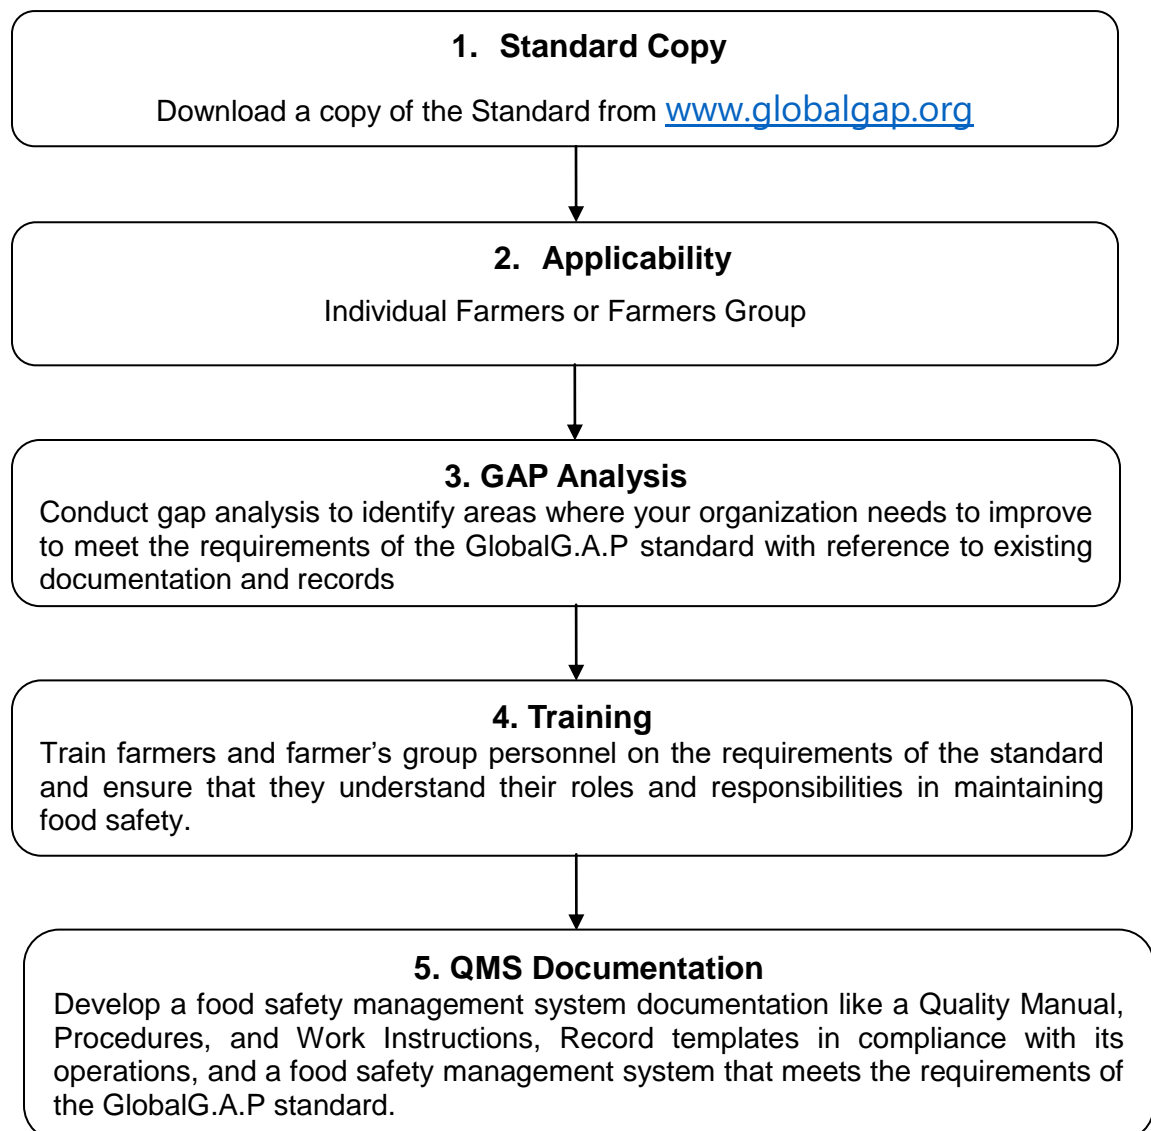 1. Standard Copy
Download a copy of the Standard from www.globalgap.org
2. Applicability
Individual Farmers or Farmers Group
3. GAP Analysis
Conduct gap analysis to identify areas where your organization needs to improve
to meet the requirements of the GlobalG.A.P standard with reference to existing
documentation and records
4. Training
Train farmers and farmer’s group personnel on the requirements of the standard
and ensure that they understand their roles and responsibilities in maintaining
food safety.
5. QMS Documentation
Develop a food safety management system documentation like a Quality Manual,
Procedures, and Work Instructions, Record templates in compliance with its
operations, and a food safety management system that meets the requirements of
the GlobalG.A.P standard.